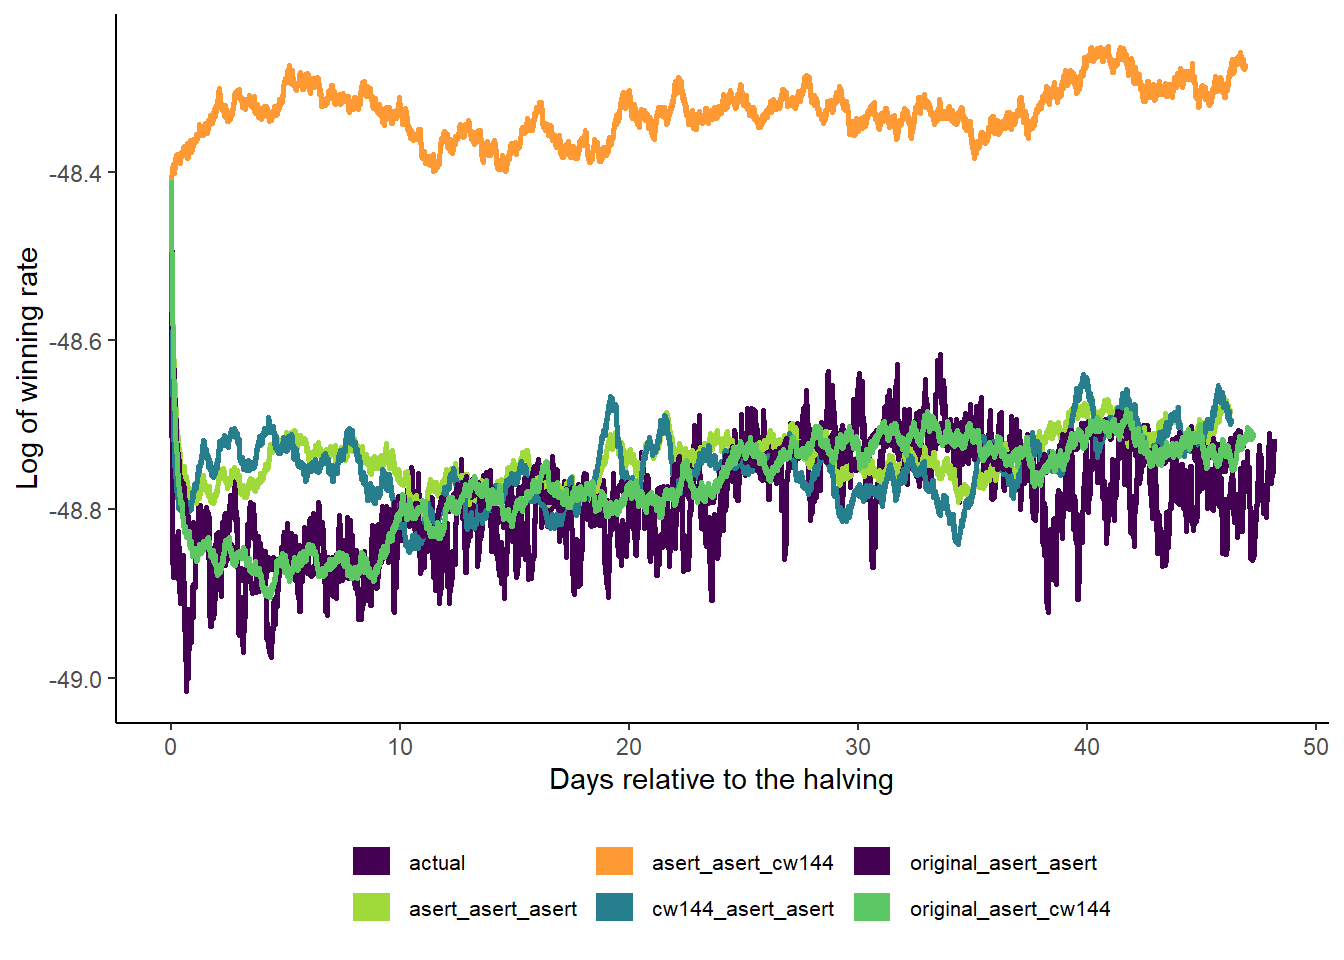 Log of winning rate
-48.4
-48.6
-48.8
-49.0
0 10 20 30 40 50
Days relative to the halving
actual asert_asert_cw144 original_asert_asert
asert_asert_asert cw144_asert_asert original_asert_cw144